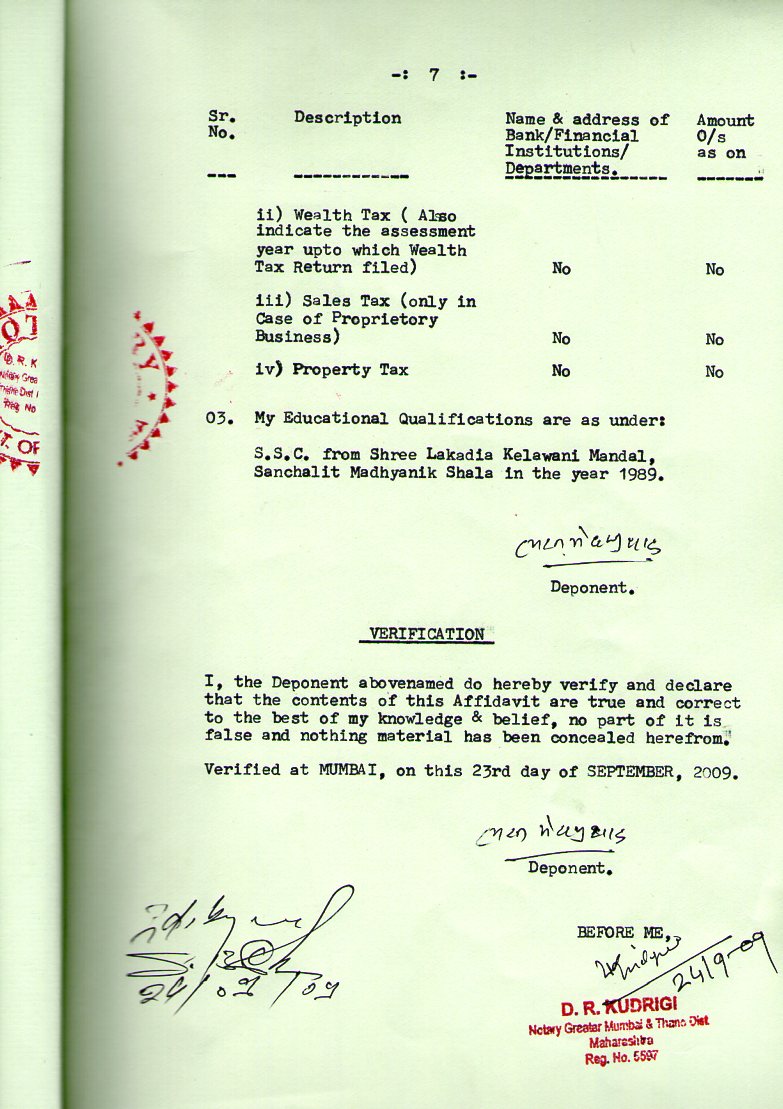 -: 7 :-
Sr. No. Description Name & address of Bank/Financial Institutions/ Departments. Amount O/s as on
ii) Wealth Tax ( Also
indicate the assessment
year upto which Wealth
Tax Return filed) No No
iii) Sales Tax (only in
Case of Proprietory
Business) No No
iv) Property Tax No No
03. My Educational Qualifications are as under:
S.S.C. from Shree Lakadia Kelawani Mandal,
Sanchalit Madhyanik Shala in the year 1989.
Deponent.
VERIFICATION
I, the Deponent abovenamed do hereby verify and declare
that the contents of this Affidavit are true and correct
to the best of my knowledge & belief, no part of it is
false and nothing material has been concealed herefrom.
Verified at MUMBAI, on this 23rd day of SEPTEMBER, 2009.
Deponent.
BEFORE ME,
24/9-09
24/09/09
D. R. KUDRIGI
Notary Greater Mumbai & Thane Dist
Maharashtra
Reg. No. 5597